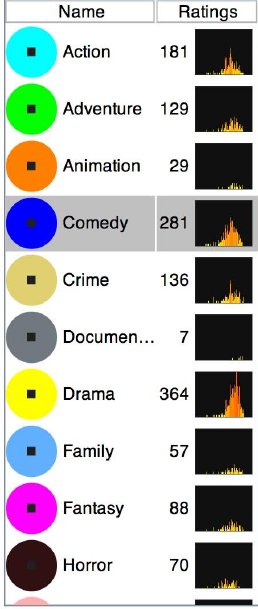 Name Ratings
Action 181
Adventure 129
Animation 29
Comedy 281
Crime 136
Documen... 7
Drama 364
Family 57
Fantasy 88
Horror 70